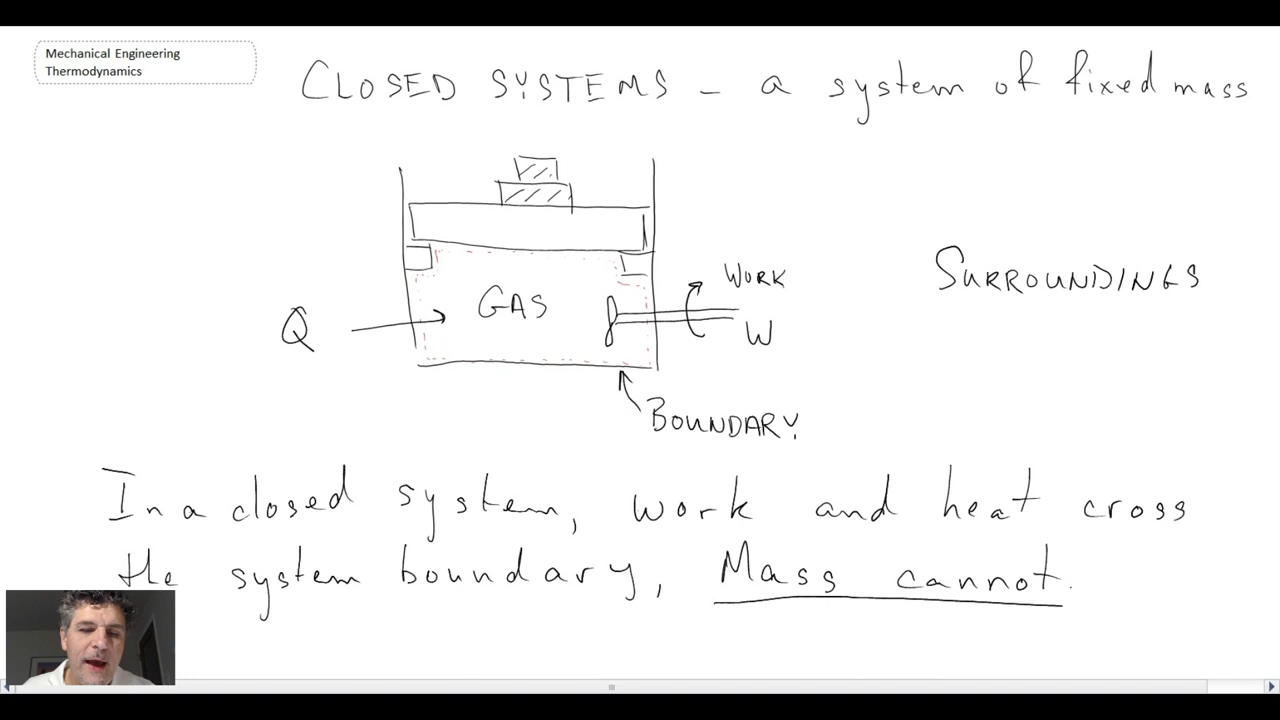 Mechanical Engineering
Thermodynamics
CLOSED SYSTEMS - a system of fixed mass
GAS
WORK
SURROUNDINGS
Q
W
BOUNDARY
In a closed system, work and heat cross
the system boundary, Mass cannot.